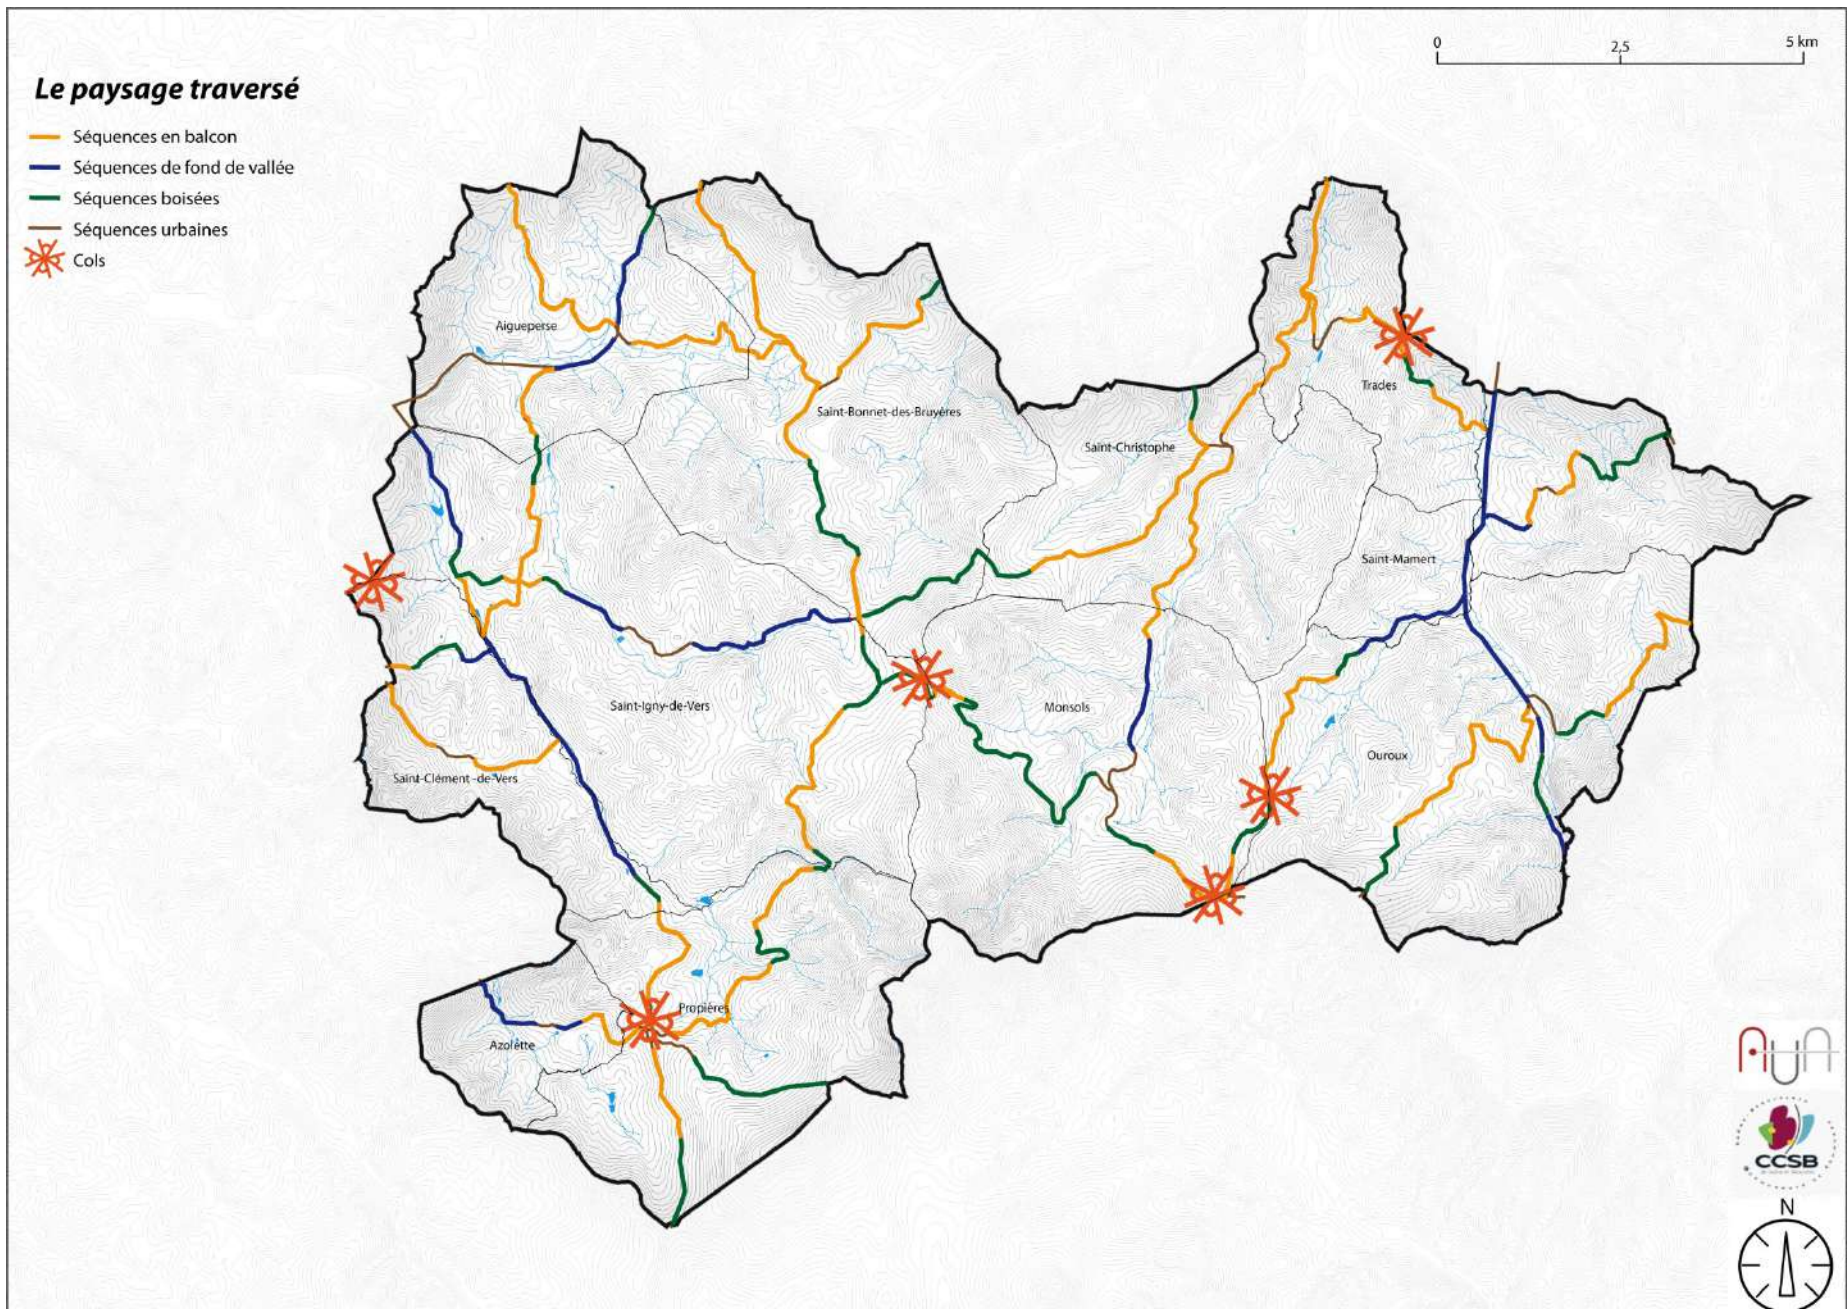 0
2,5
5 km
Le paysage traversé
Séquences en balcon
Séquences de fond de vallée
Séquences boisées
Séquences urbaines
Cols
Aigueperse
Saint-Bonnet-des-Bruyères
Trades
Saint-Christophe
Saint-Mamert
Saint-Igny-de-Vers
Monsols
Ouroux
Saint-Clément -de-Vers
Propières
Azolette
AUA
CCSB
N